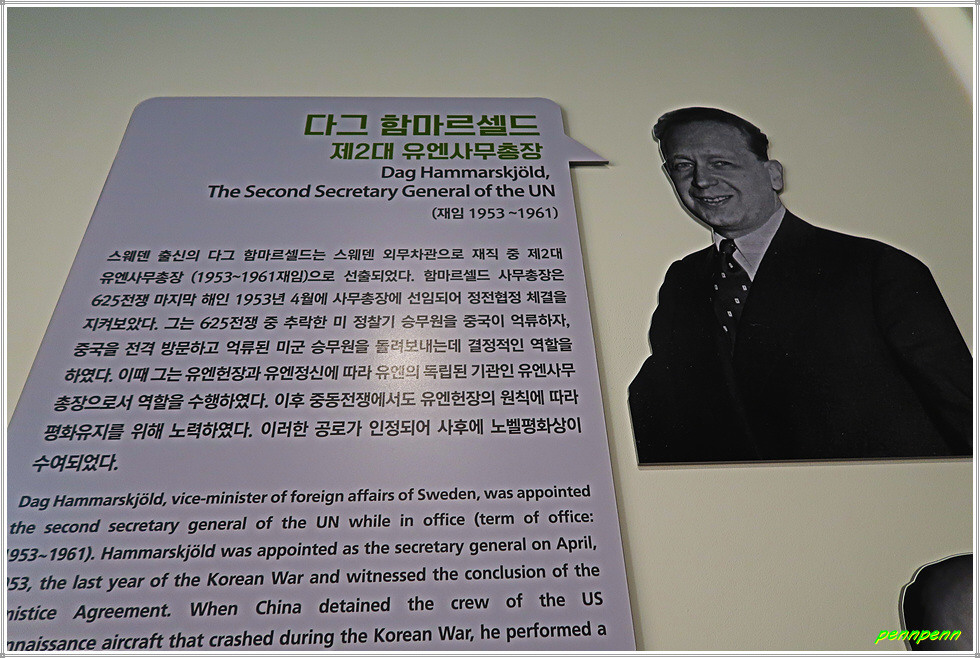 다그 함마르셀드
제2대 유엔사무총장
Dag Hammarskjöld,
The Second Secretary General of the UN
(재임 1953 ~1961)
스웨덴 출신의 다그 함마르셀드는 스웨덴 외무차관으로 재직 중 제2대
유엔사무총장 (1953~1961재임)으로 선출되었다. 함마르셀드 사무총장은
625전쟁 마지막 해인 1953년 4월에 사무총장에 선임되어 정전협정 체결을
지켜보았다. 그는 625전쟁 중 추락한 미 정찰기 승무원을 중국이 억류하자,
중국을 전격 방문하고 억류된 미군 승무원을 돌려보내는데 결정적인 역할을
하였다. 이때 그는 유엔헌장과 유엔정신에 따라 유엔의 독립된 기관인 유엔사무
총장으로서 역할을 수행하였다. 이후 중동전쟁에서도 유엔헌장의 원칙에 따라
평화유지를 위해 노력하였다. 이러한 공로가 인정되어 사후에 노벨평화상이
수여되었다.
Dag Hammarskjöld, vice-minister of foreign affairs of Sweden, was appointed
the second secretary general of the UN while in office (term of office:
953~1961). Hammarskjöld was appointed as the secretary general on April,
53, the last year of the Korean War and witnessed the conclusion of the
nistice Agreement. When China detained the crew of the US
nnaissance aircraft that crashed during the Korean War, he performed a
pennpenn